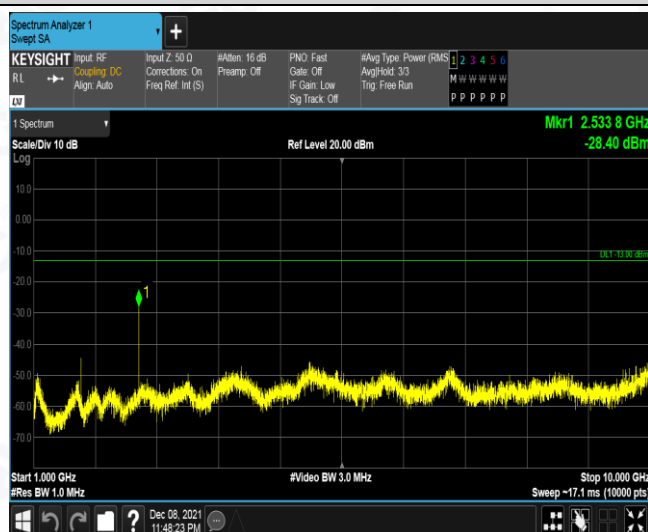 Spectrum Analyzer 1
Swept SA
+
KEYSIGHT Input: RF Input Z: 50 Ω #Atten: 16 dB PNO: Fast #Avg Type: Power (RMS 1 2 3 4 5 6
RL Coupling: DC Corrections: On Preamp: Off Gate: Off Avg|Hold: 3/3 M W W W W W
Align: Auto Freq Ref: Int (S) IF Gain: Low Trig: Free Run
Sig Track: Off P P P P P P
LXI
1 Spectrum Mkr1 2.533 8 GHz
Scale/Div 10 dB Ref Level 20.00 dBm -28.40 dBm
Log
10.0
0.00
-10.0
DL1 -13.00 dBm
-20.0
1
-30.0
-40.0
-50.0
-60.0
-70.0
Start 1.000 GHz #Video BW 3.0 MHz Stop 10.000 GHz
#Res BW 1.0 MHz Sweep ~17.1 ms (10000 pts)
? Dec 08, 2021
11:48:23 PM